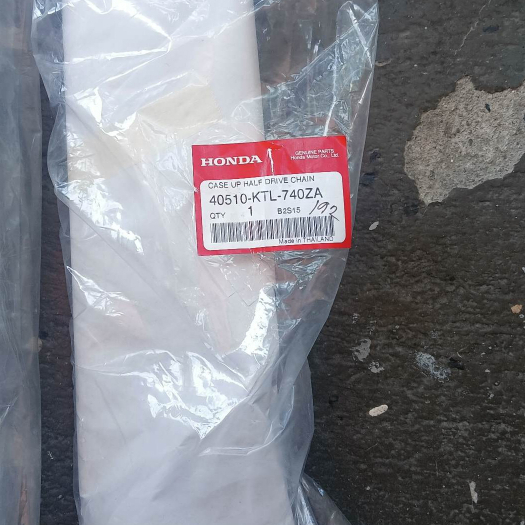 HONDA
GENUINE PARTS
Honda Motor Co., Ltd.
CASE UP HALF DRIVE CHAIN
40510-KTL-740ZA
QTY 1 B2S15
Made in THAILAND